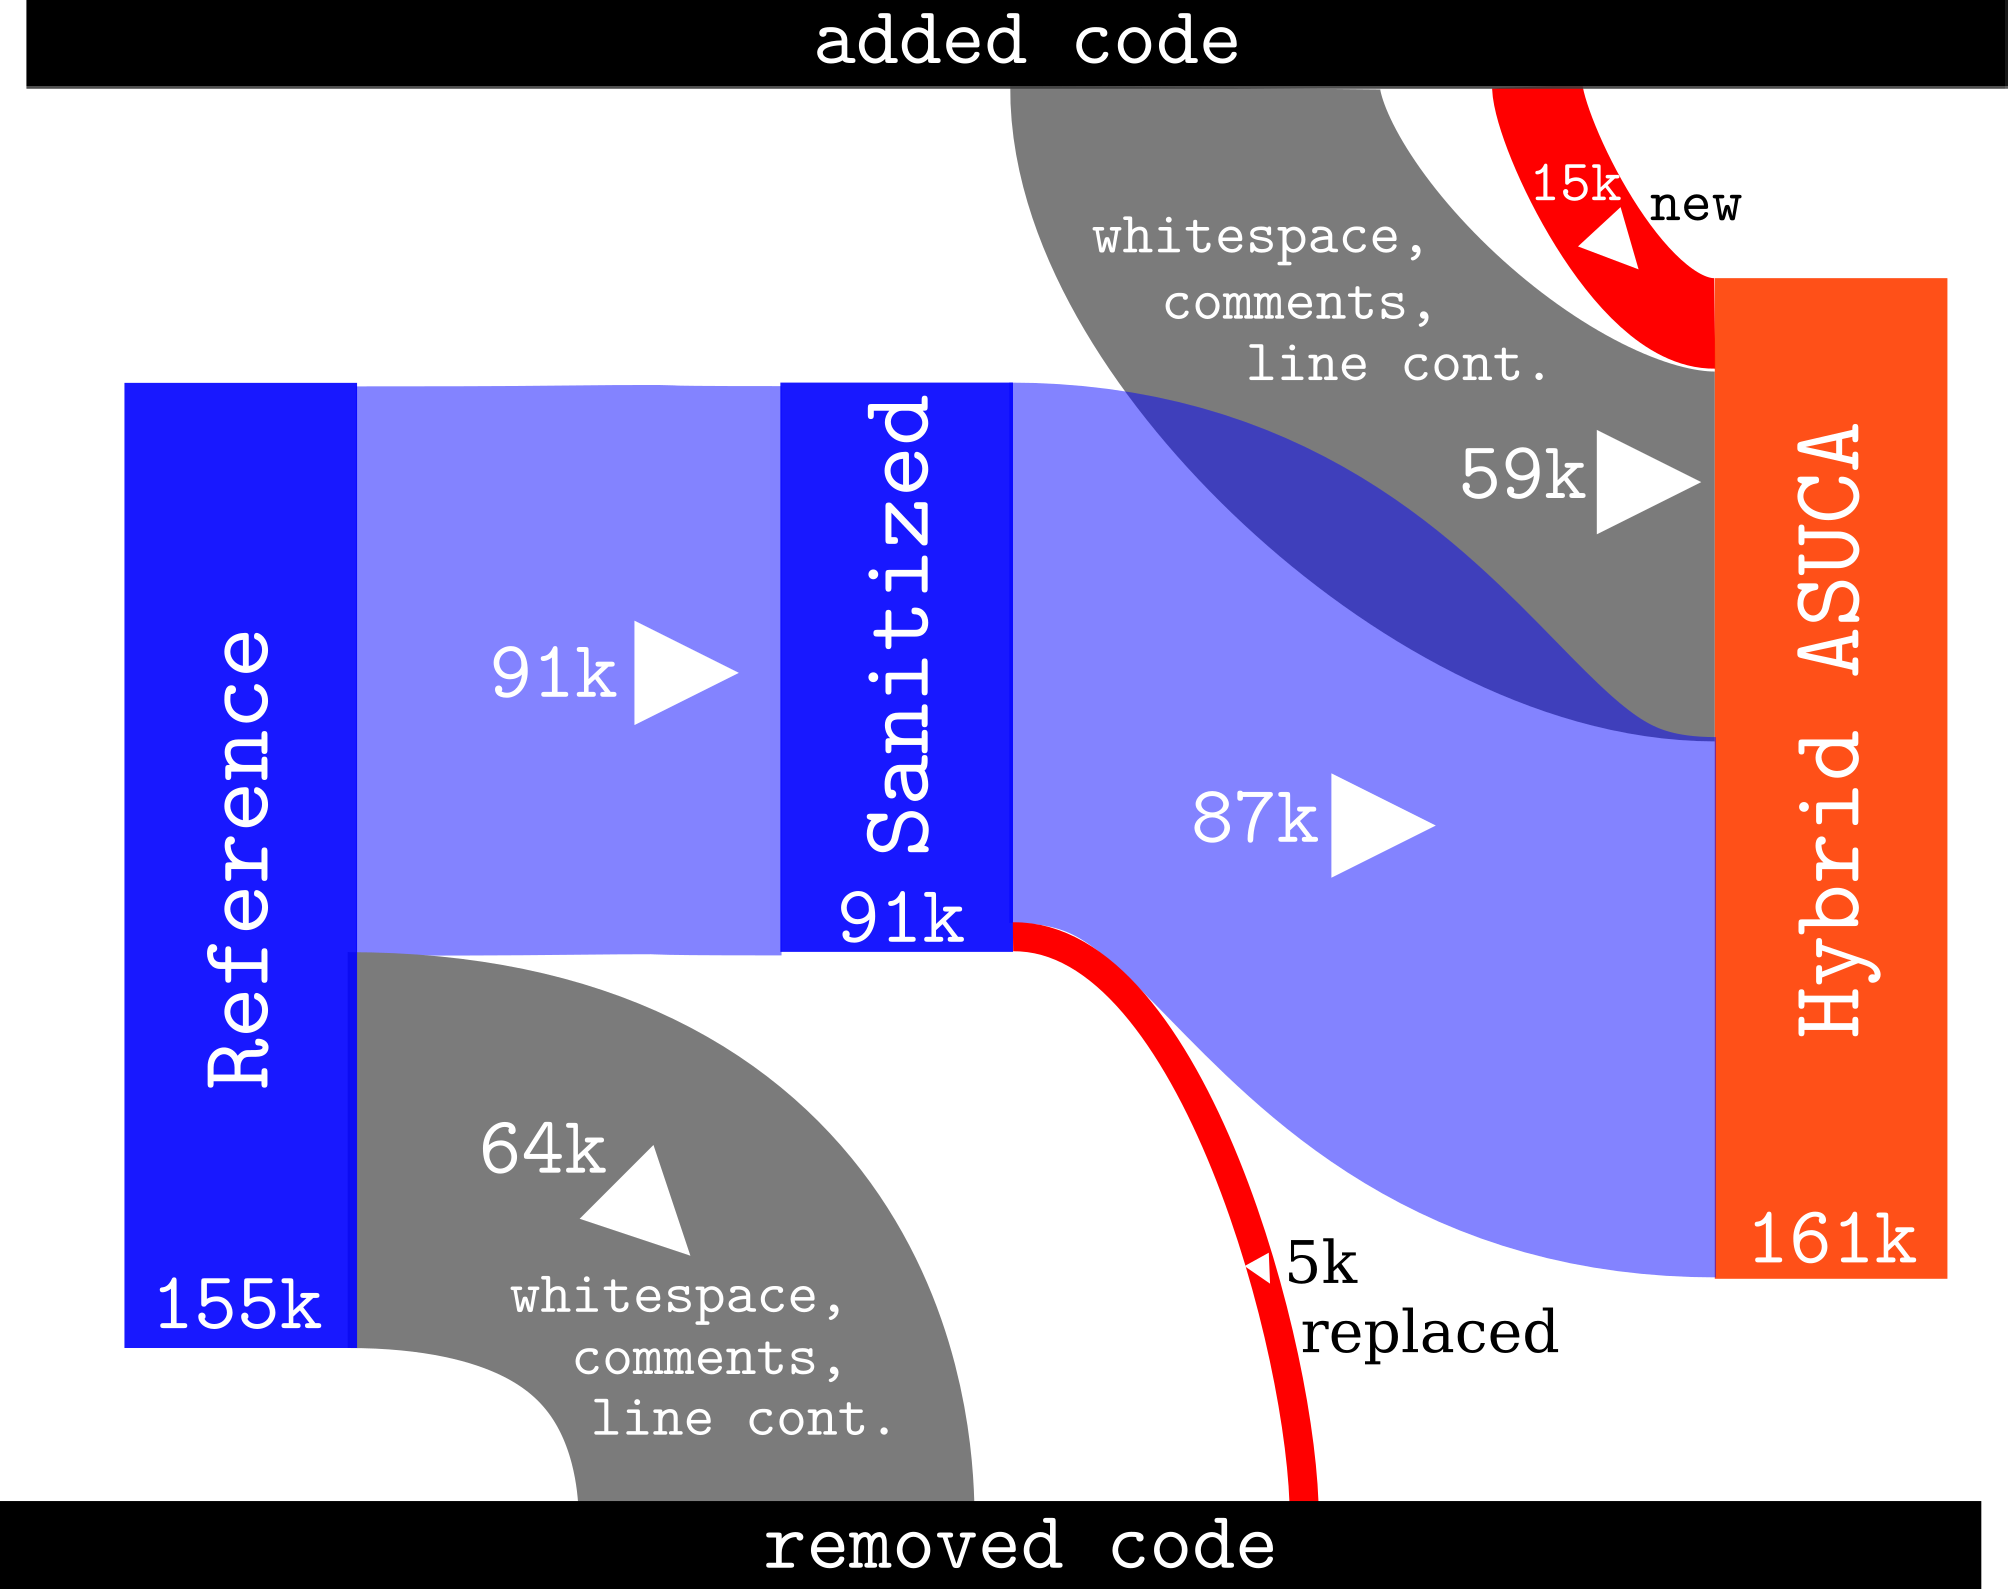 added code
15k
new
whitespace,
comments,
line cont.
59k
Reference
91k
Sanitized
91k
87k
Hybrid ASUCA
161k
64k
whitespace,
comments,
line cont.
155k
5k
replaced
removed code